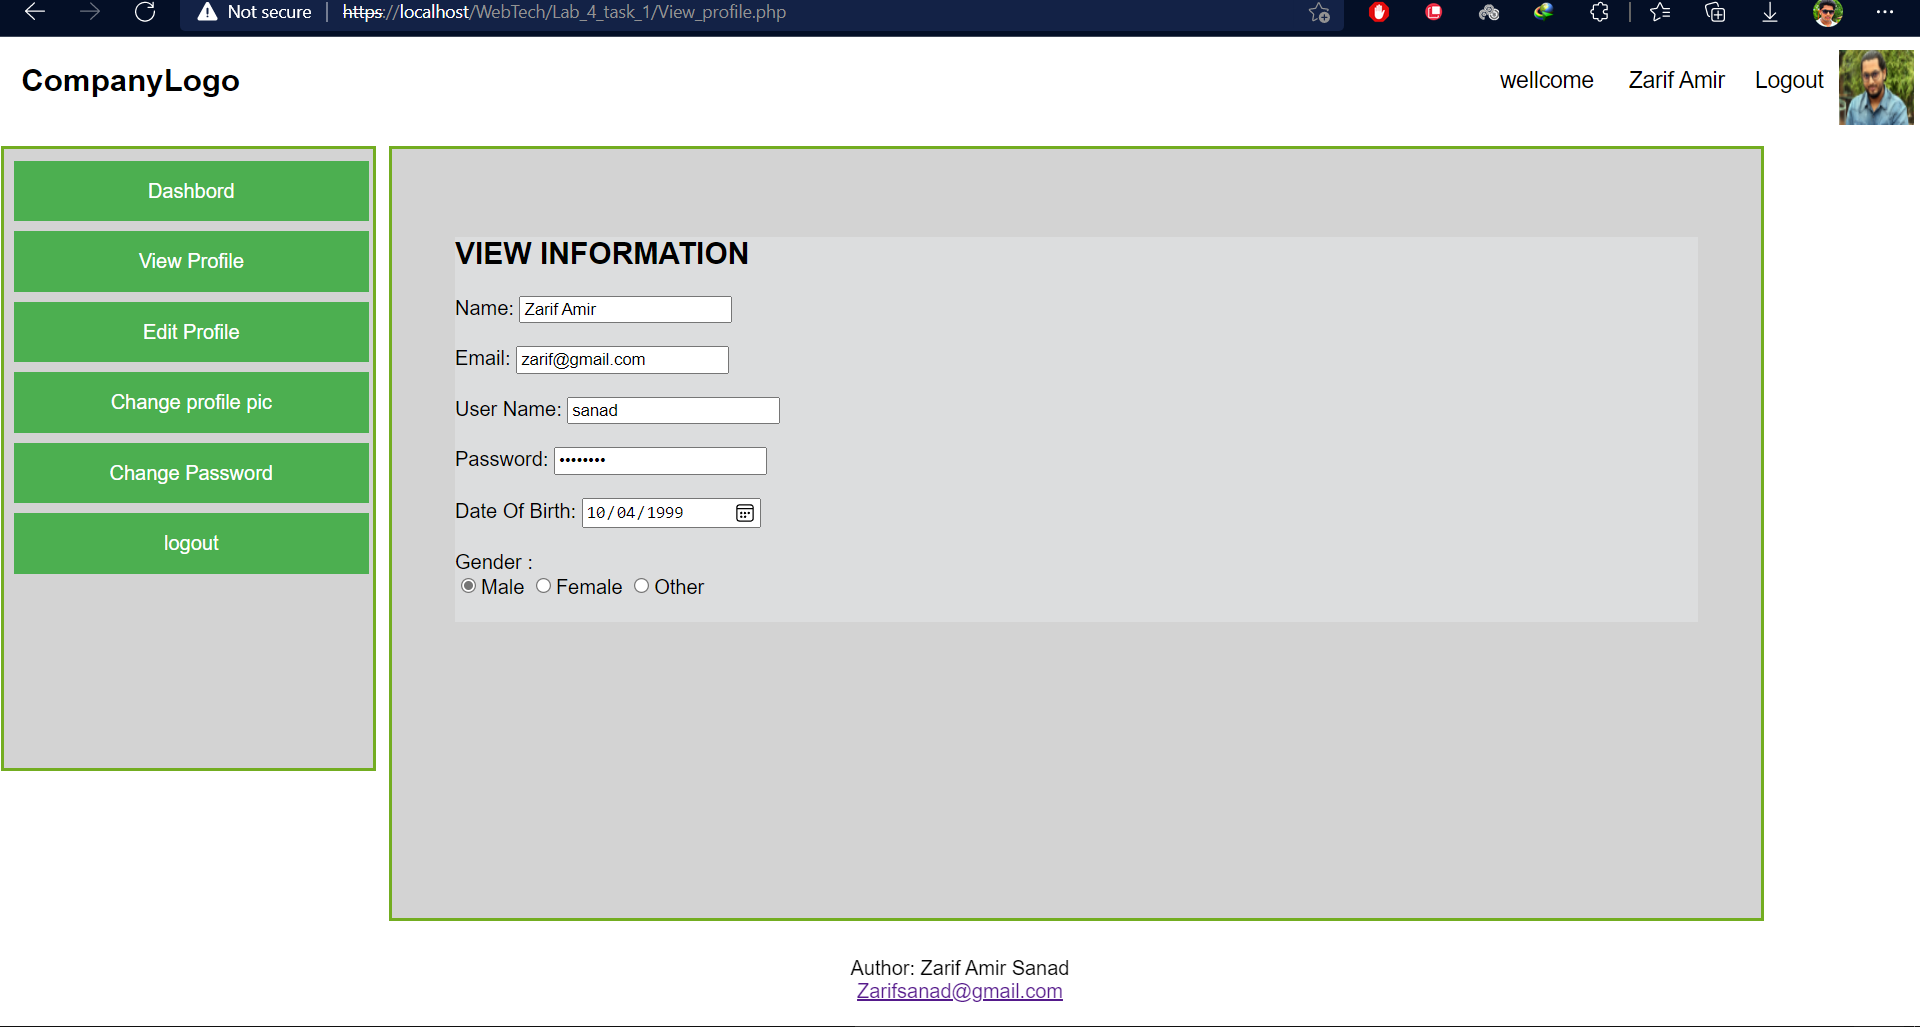 Not secure | https://localhost/WebTech/Lab_4_task_1/View_profile.php
CompanyLogo
wellcome Zarif Amir Logout
Dashbord
View Profile
Edit Profile
Change profile pic
Change Password
logout
VIEW INFORMATION
Name: Zarif Amir
Email: zarif@gmail.com
User Name: sanad
Password: ••••••••
Date Of Birth: 10/04/1999
Gender :
Male Female Other
Author: Zarif Amir Sanad
Zarifsanad@gmail.com